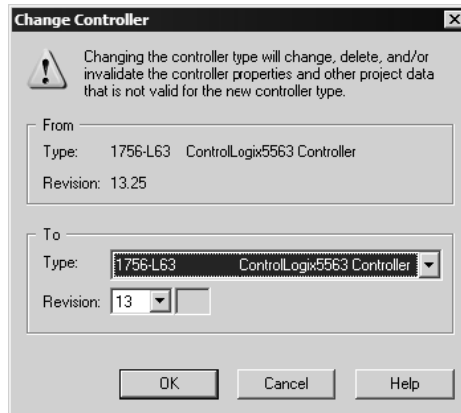 Change Controller
Changing the controller type will change, delete, and/or
invalidate the controller properties and other project data
that is not valid for the new controller type.
From
Type: 1756-L63 ControlLogix5563 Controller
Revision: 13.25
To
Type: 1756-L63 ControlLogix5563 Controller
Revision: 13
OK Cancel Help